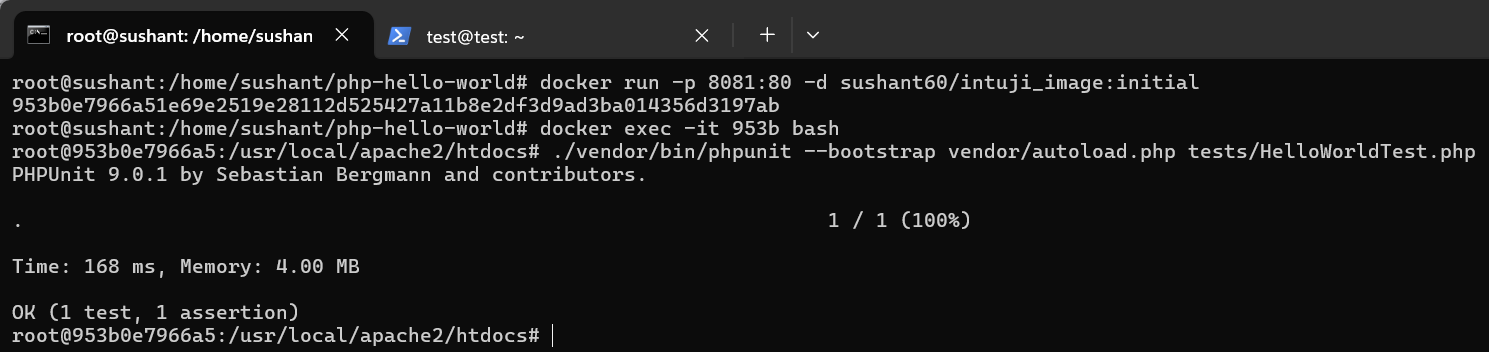 root@sushant: /home/sushan
test@test: ~
root@sushant:/home/sushant/php-hello-world# docker run -p 8081:80 -d sushant60/intuji_image:initial
953b0e7966a51e69e2519e28112d525427a11b8e2df3d9ad3ba014356d3197ab
root@sushant:/home/sushant/php-hello-world# docker exec -it 953b bash
root@953b0e7966a5:/usr/local/apache2/htdocs# ./vendor/bin/phpunit --bootstrap vendor/autoload.php tests/HelloWorldTest.php
PHPUnit 9.0.1 by Sebastian Bergmann and contributors.
. 1 / 1 (100%)
Time: 168 ms, Memory: 4.00 MB
OK (1 test, 1 assertion)
root@953b0e7966a5:/usr/local/apache2/htdocs#